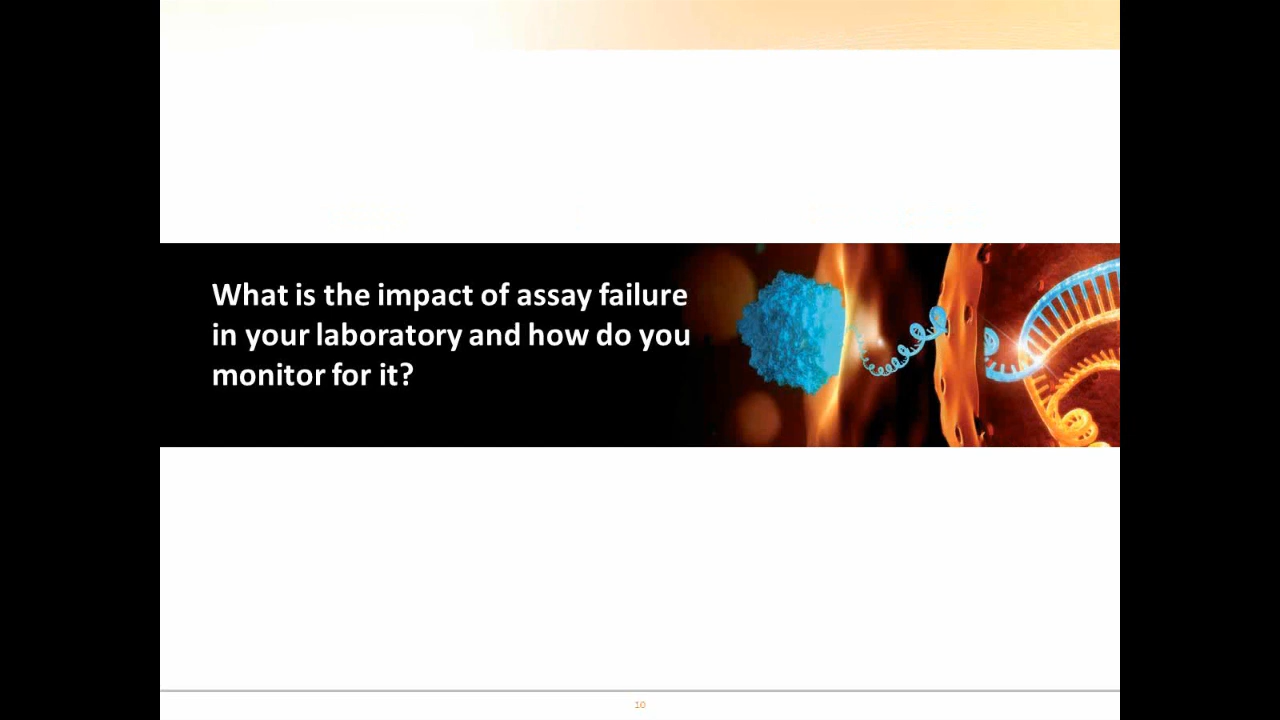 What is the impact of assay failure
in your laboratory and how do you
monitor for it?
10